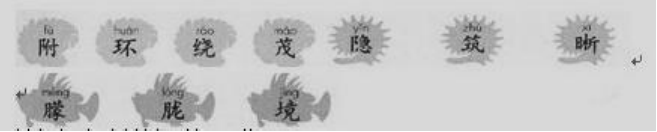 fù huán rào mào yǐn zhù xī
附 环 绕 茂 隐 筑 晰
méng lóng jìng
朦 胧 境